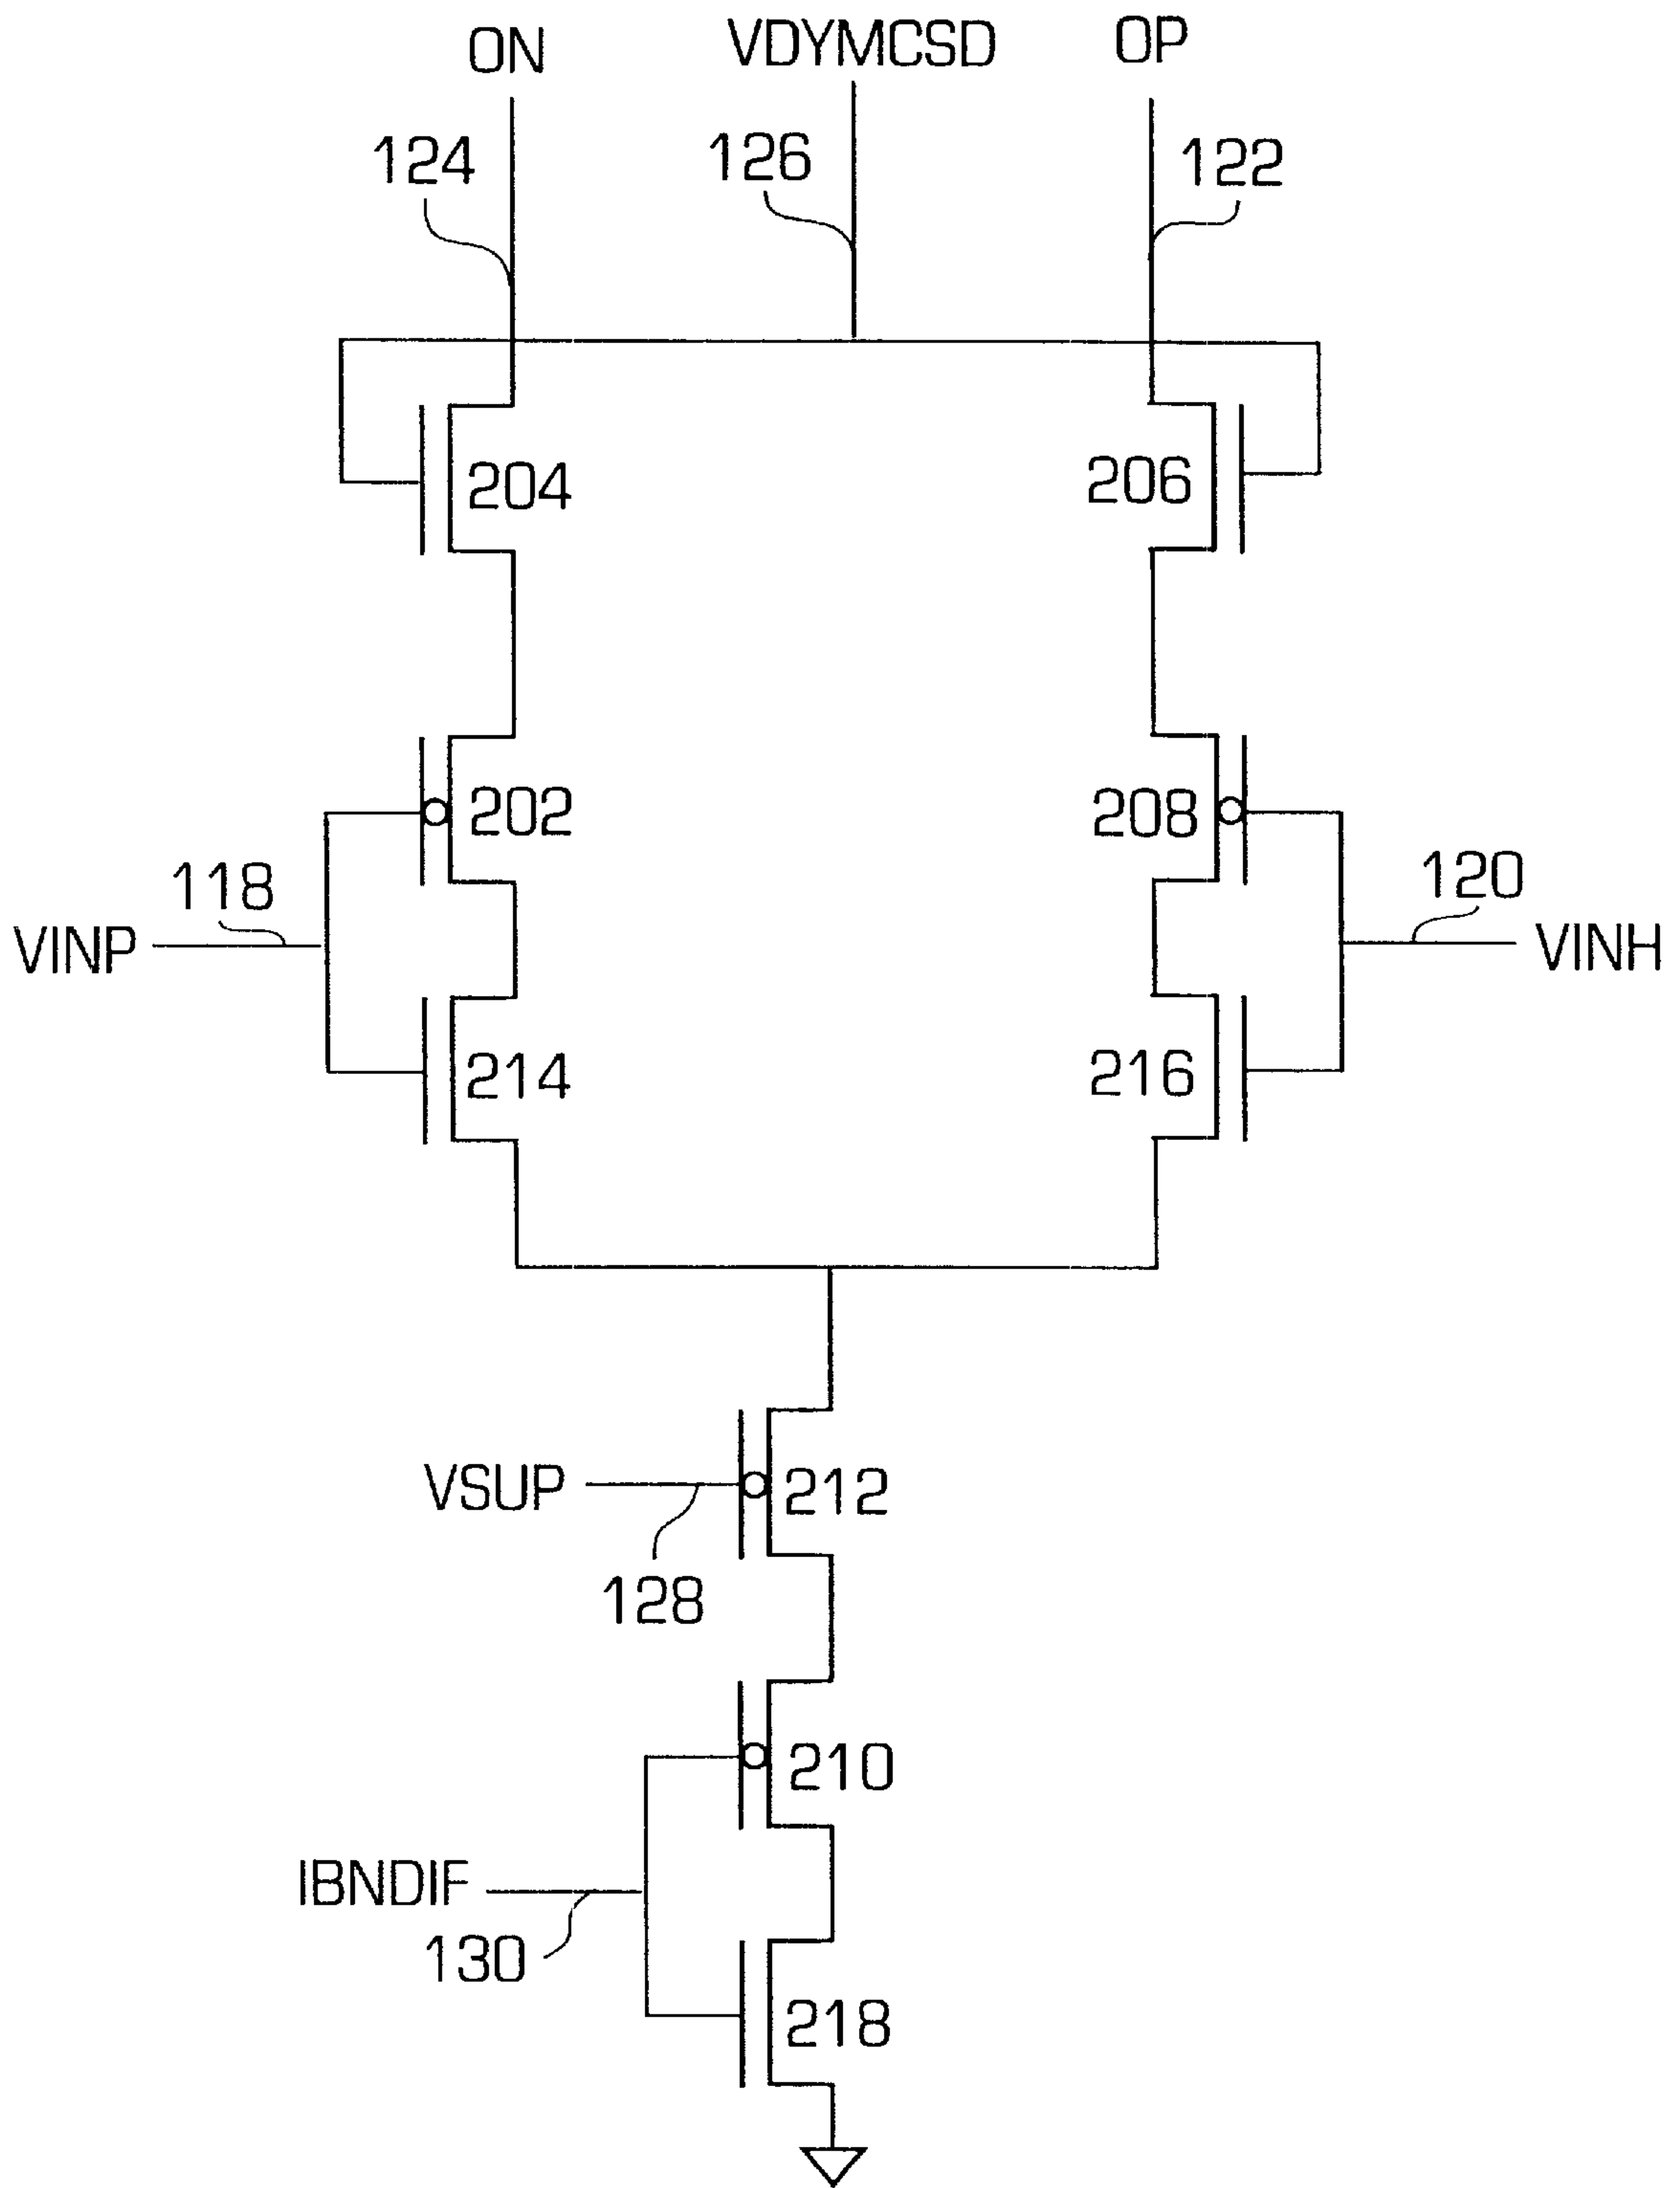 ON VDYMCSD OP
124 126 122
204 206
202 208
118 120
VINP VINH
214 216
VSUP 212
128
210
IBNDIF
130
218